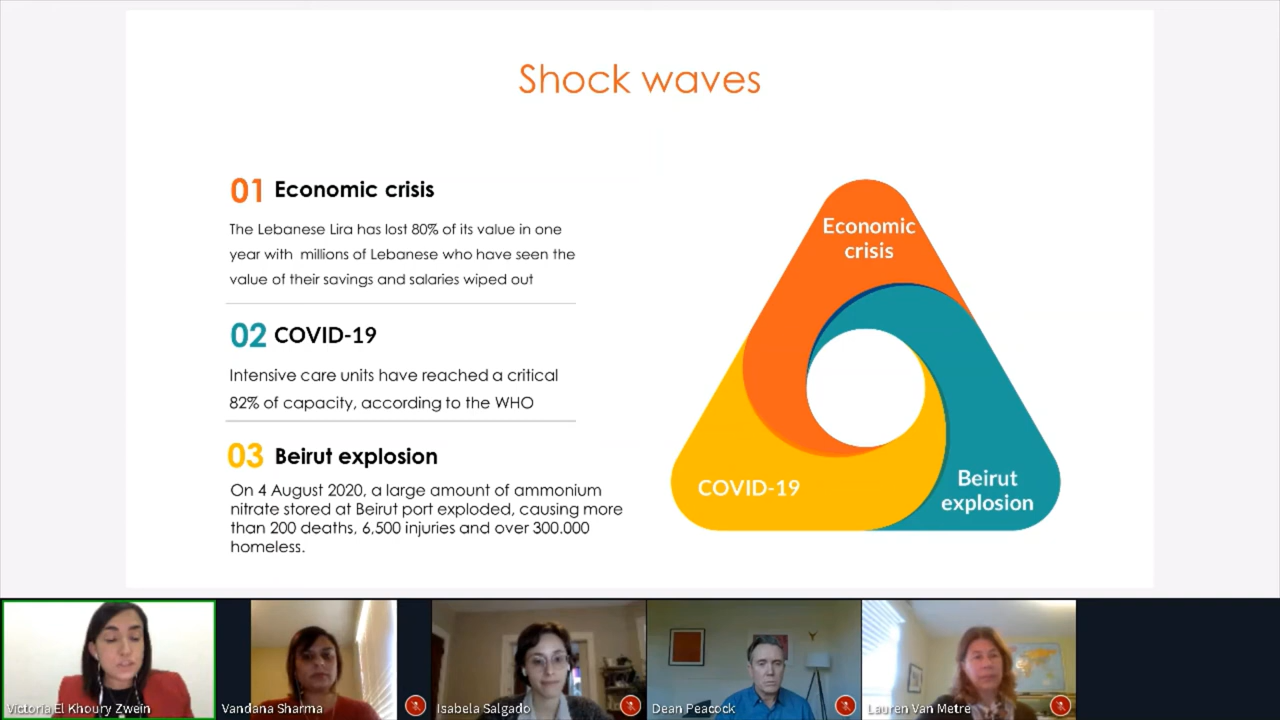 Shock waves
01 Economic crisis
The Lebanese Lira has lost 80% of its value in one
year with millions of Lebanese who have seen the
value of their savings and salaries wiped out
02 COVID-19
Intensive care units have reached a critical
82% of capacity, according to the WHO
03 Beirut explosion
On 4 August 2020, a large amount of ammonium
nitrate stored at Beirut port exploded, causing more
than 200 deaths, 6,500 injuries and over 300.000
homeless.
Economic
crisis
COVID-19
Beirut
explosion
Victoria El Khoury Zwein
Vandana Sharma
Isabela Salgado
Dean Peacock
Lauren Van Metre